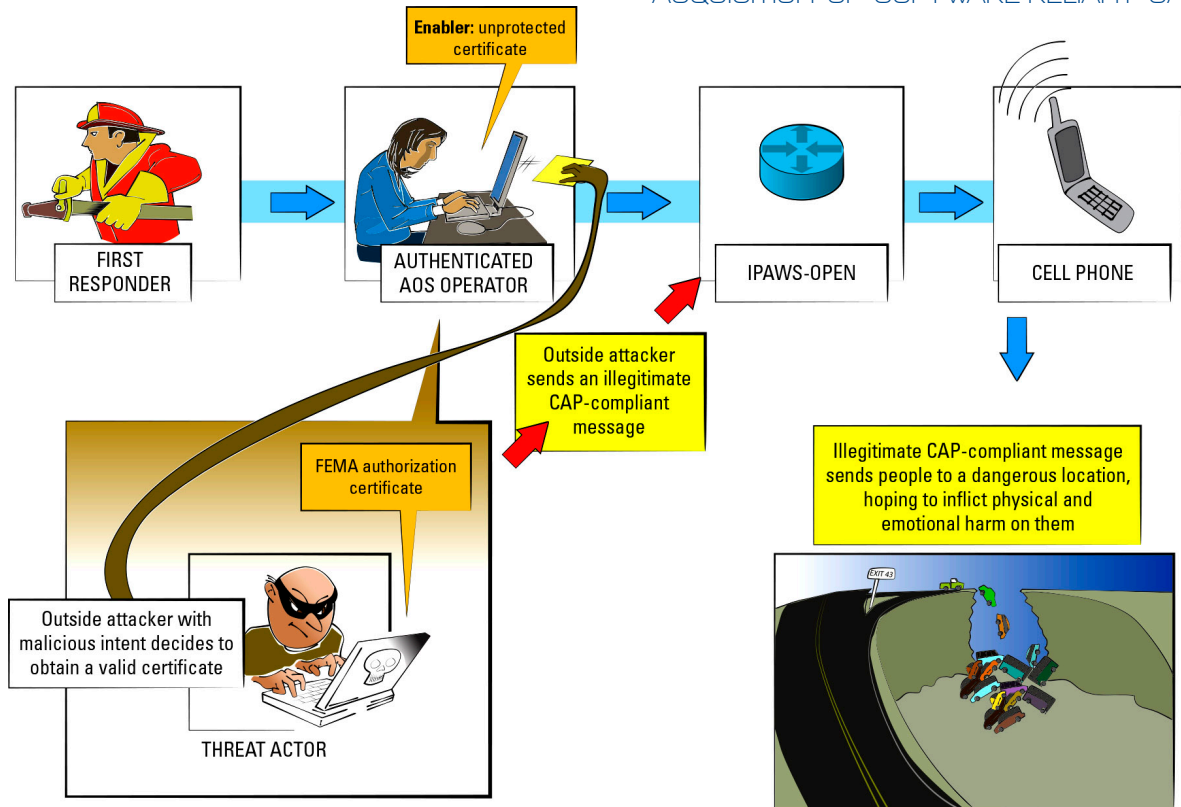 Enabler: unprotected
certificate
FIRST
RESPONDER
AUTHENTICATED
AOS OPERATOR
IPAWS-OPEN
CELL PHONE
Outside attacker
sends an illegitimate
CAP-compliant
message
FEMA authorization
certificate
Outside attacker with
malicious intent decides to
obtain a valid certificate
THREAT ACTOR
Illegitimate CAP-compliant message
sends people to a dangerous location,
hoping to inflict physical and
emotional harm on them
EXIT 43